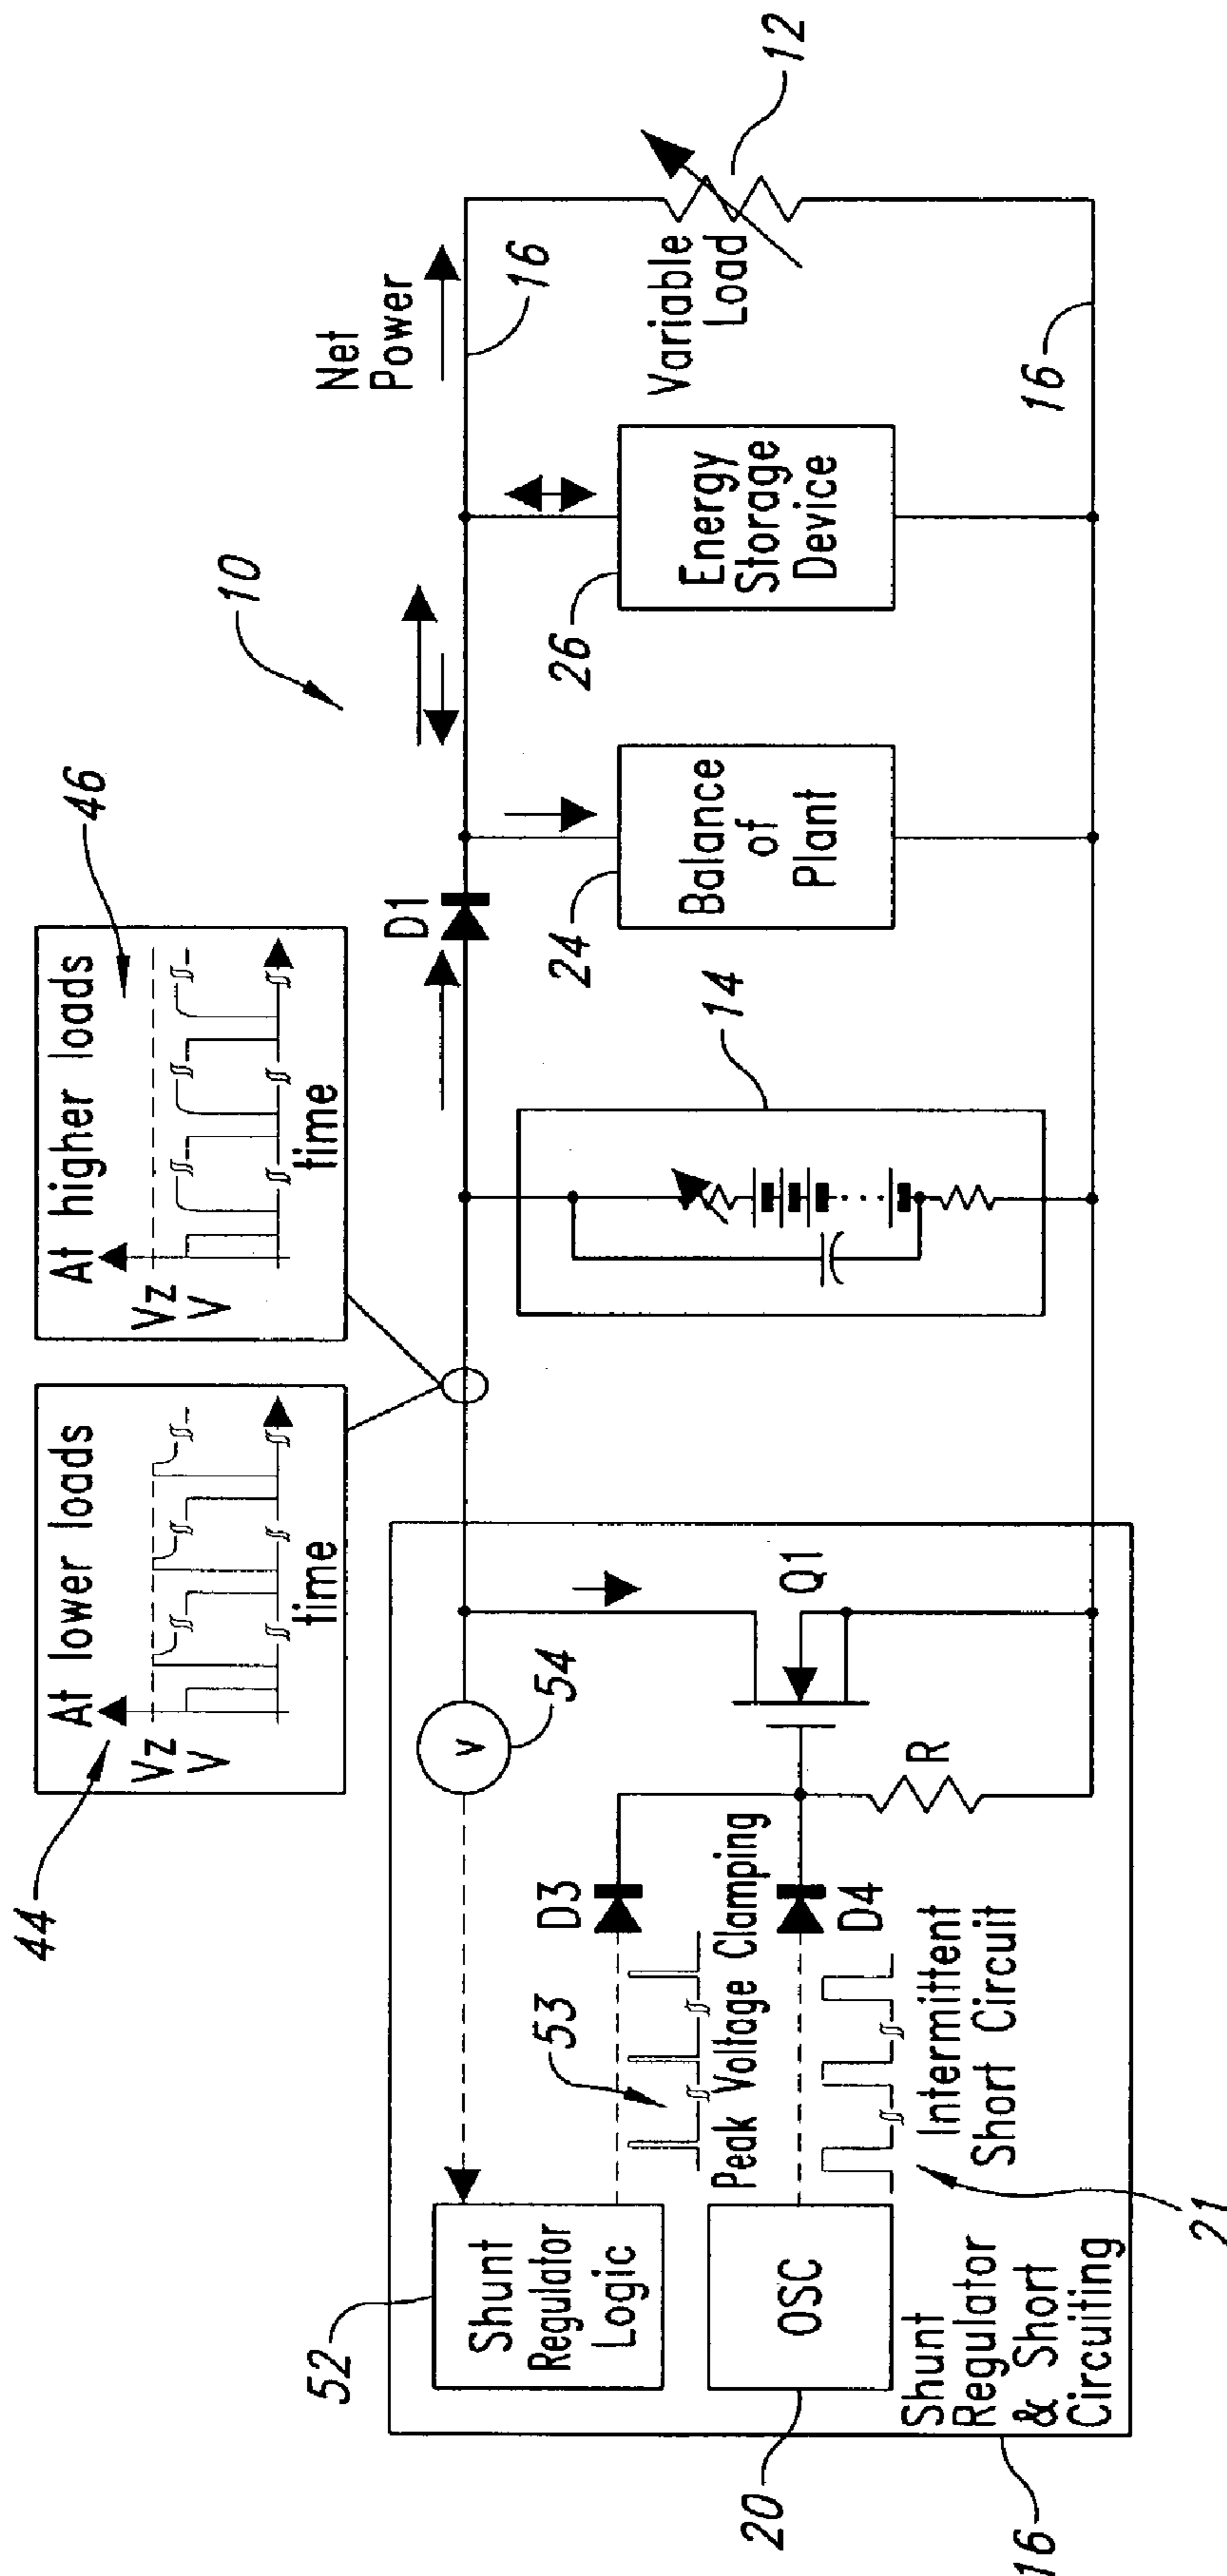 44
At lower loads
Vz
V
time
At higher loads
Vz
V
time
46
10
Net
Power
52
Shunt
Regulator
Logic
V
54
D3
53
Peak Voltage Clamping
20
OSC
D4
21
Intermittent
Short Circuit
Q1
R
Shunt
Regulator
& Short
Circuiting
16
14
D1
24
Balance
of
Plant
26
Energy
Storage
Device
16
Variable
Load
12
16